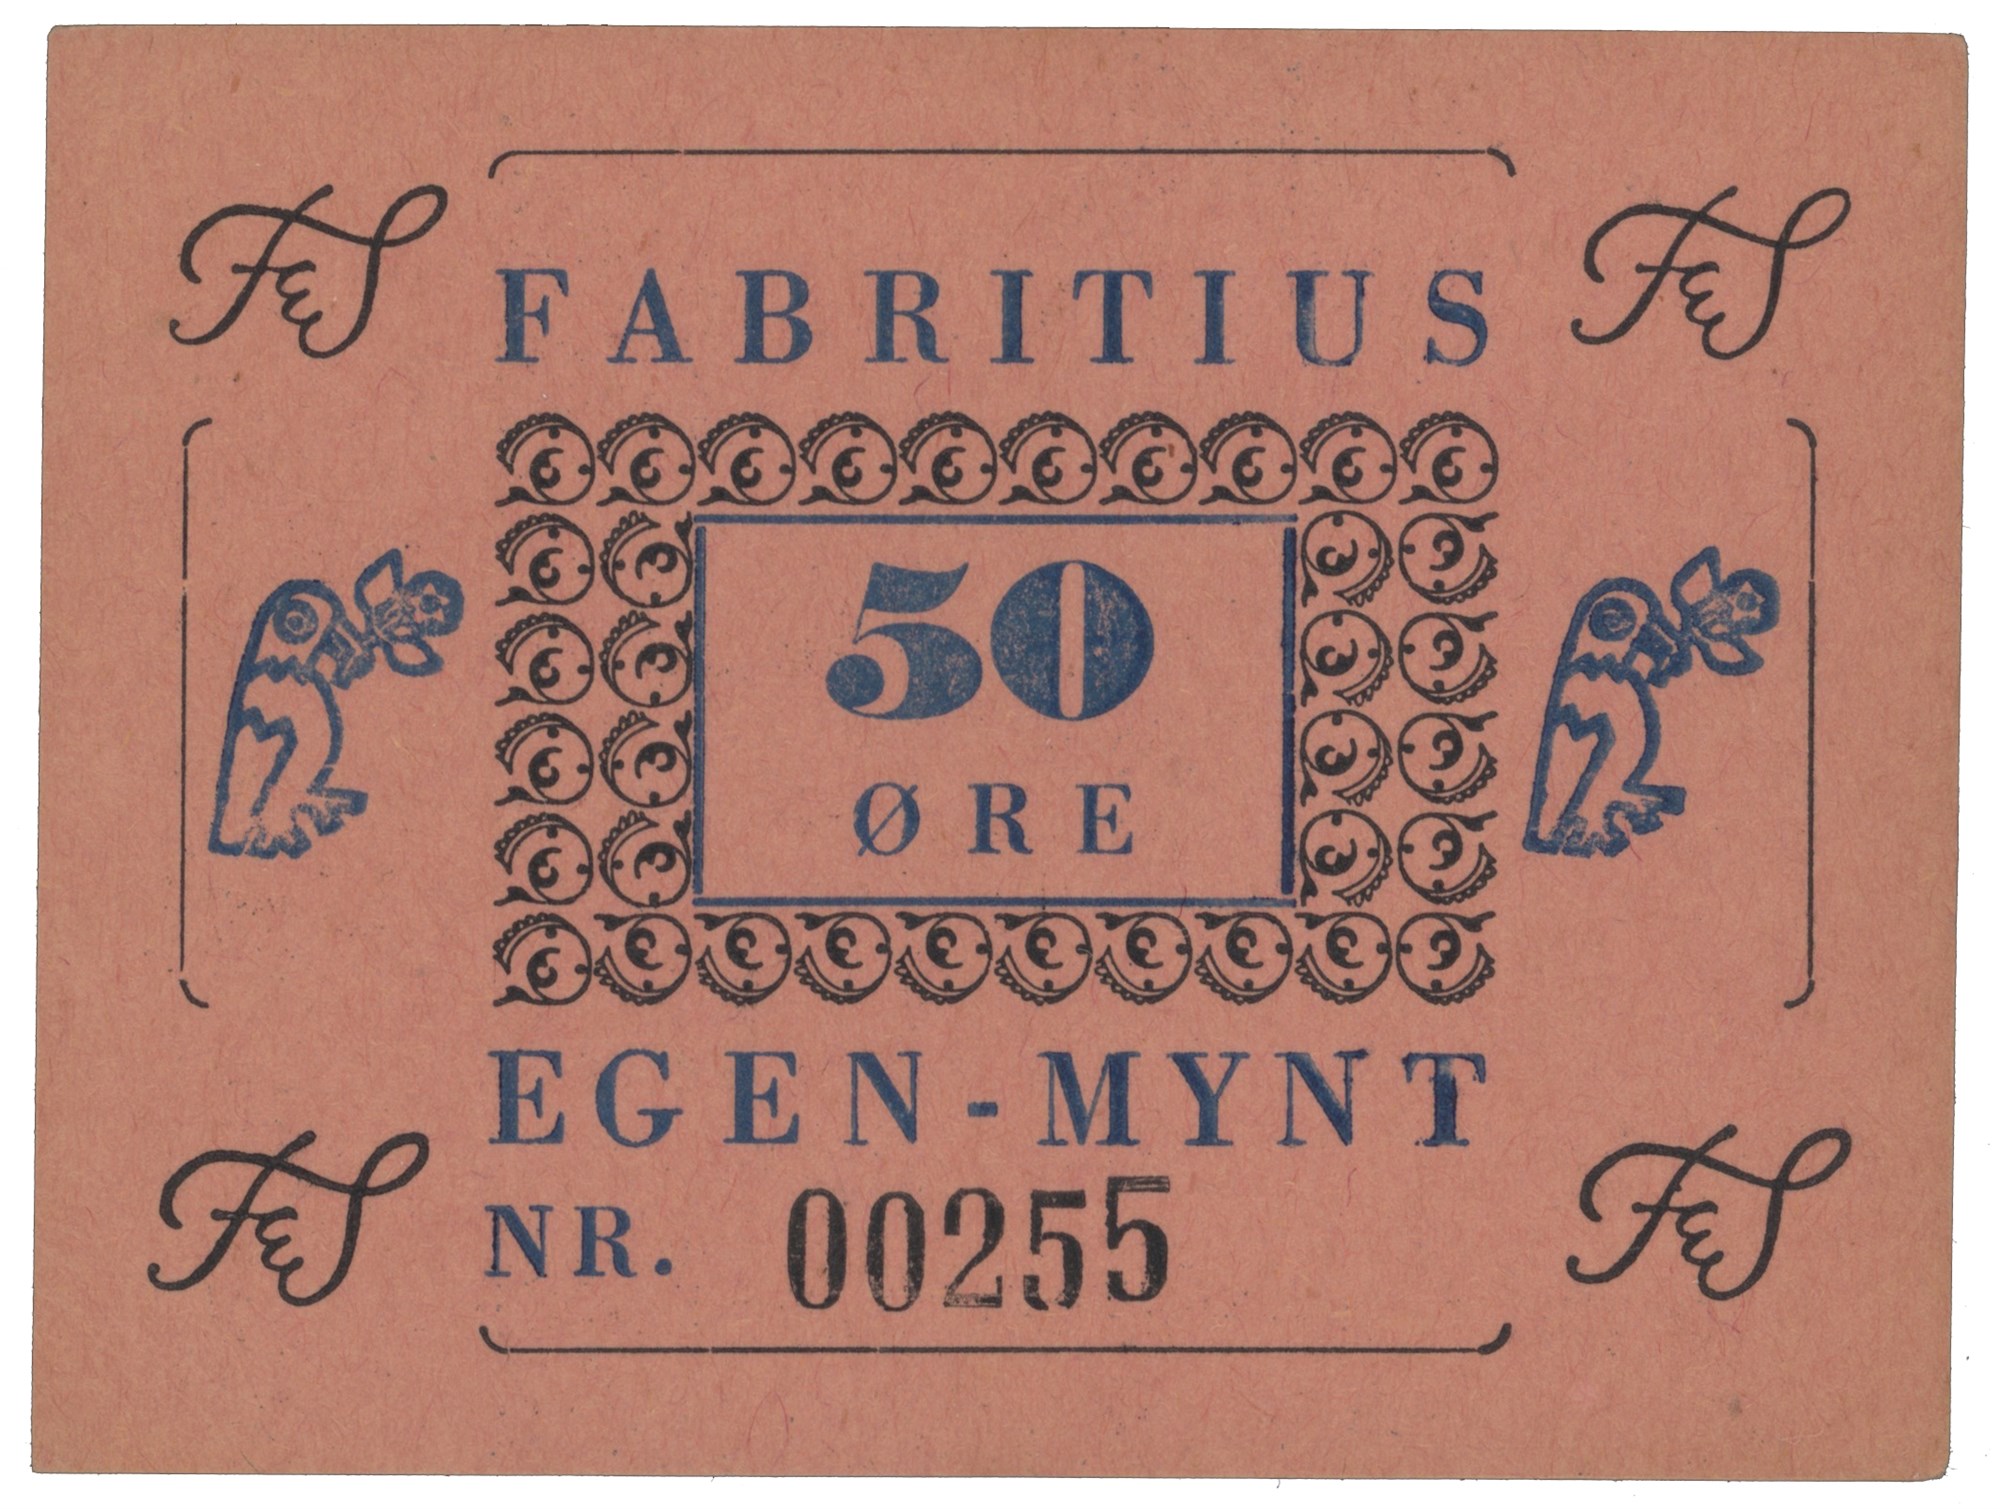 F&S F&S
FABRITIUS
50
ØRE
EGEN-MYNT
F&S F&S
NR. 00255